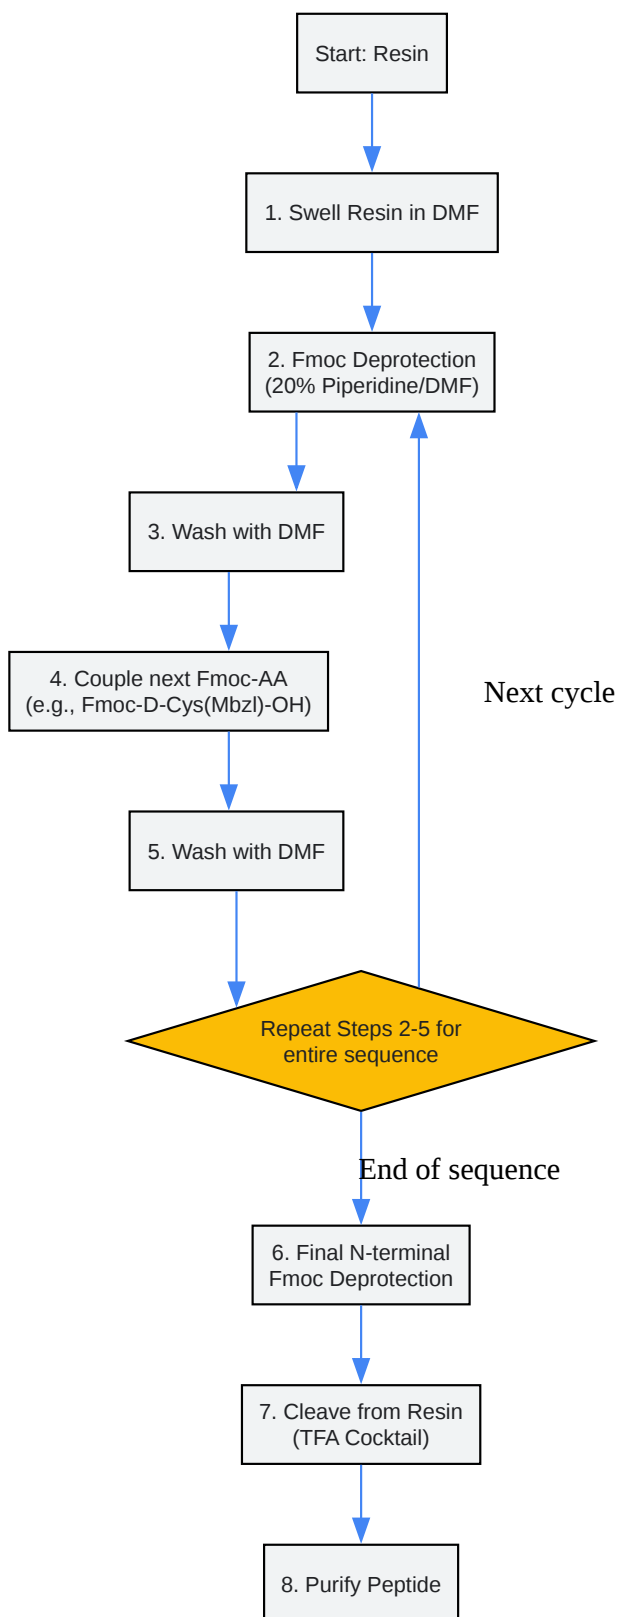 Start: Resin
1. Swell Resin in DMF
2. Fmoc Deprotection
(20% Piperidine/DMF)
3. Wash with DMF
4. Couple next Fmoc-AA
(e.g., Fmoc-D-Cys(Mbzl)-OH)
Next cycle
5. Wash with DMF
Repeat Steps 2-5 for
entire sequence
End of sequence
6. Final N-terminal
Fmoc Deprotection
7. Cleave from Resin
(TFA Cocktail)
8. Purify Peptide